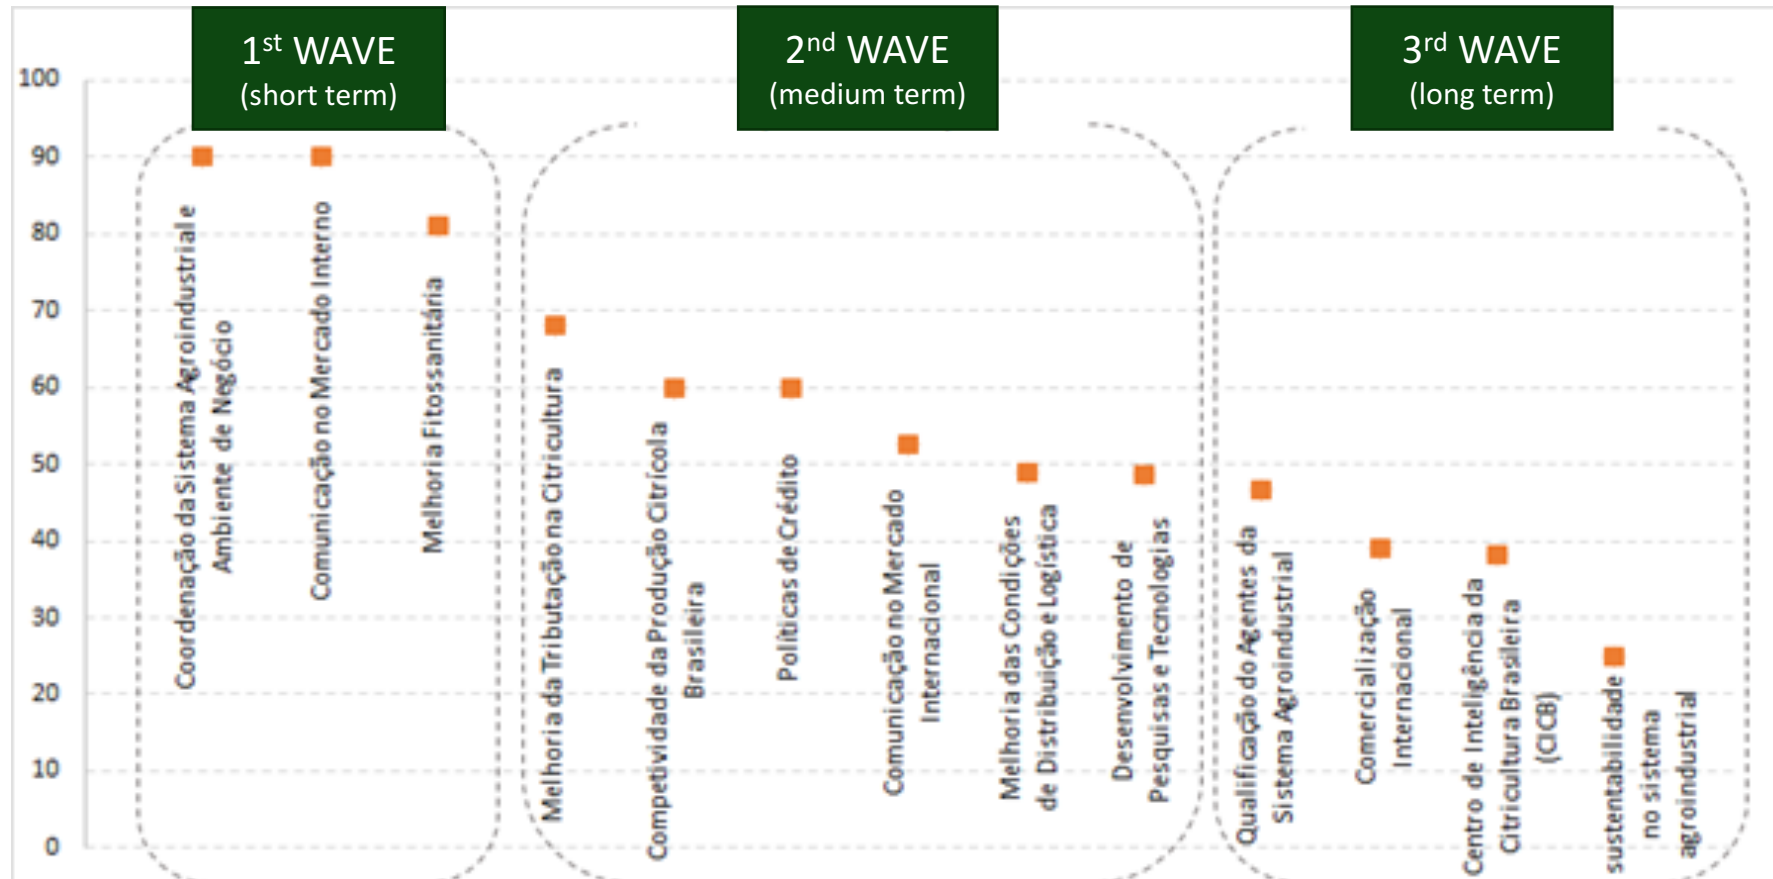 1st WAVE
(short term)
2nd WAVE
(medium term)
3rd WAVE
(long term)
100
90
80
70
60
50
40
30
20
10
0
Coordenação da Sistema Agroindustrial e
Ambiente de Negócio
Comunicação no Mercado Interno
Melhoria Fitossanitária
Melhoria da Tributação na Citricultura
Competividade da Produção Citrícola
Brasileira
Políticas de Crédito
Comunicação no Mercado
Internacional
Melhoria das Condições
de Distribuição e Logística
Desenvolvimento de
Pesquisas e Tecnologias
Qualificação do Agentes da
Sistema Agroindustrial
Comercialização
Internacional
Centro de Inteligência da
Citricultura Brasileira
(CICB)
sustentabilidade
no sistema
agroindustrial